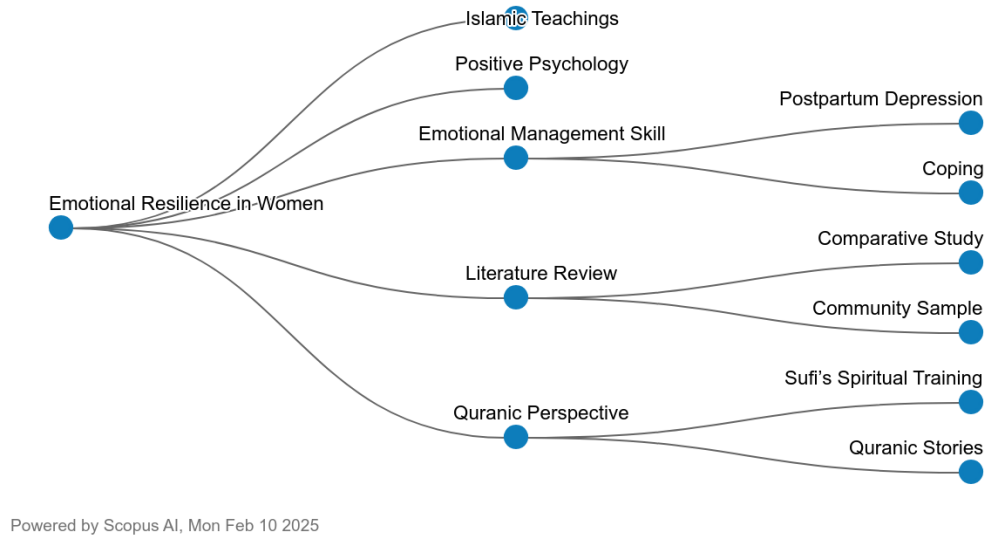 Islamic Teachings
Positive Psychology
Postpartum Depression
Emotional Management Skill
Coping
Emotional Resilience in Women
Comparative Study
Literature Review
Community Sample
Sufi’s Spiritual Training
Quranic Perspective
Quranic Stories
Powered by Scopus AI, Mon Feb 10 2025